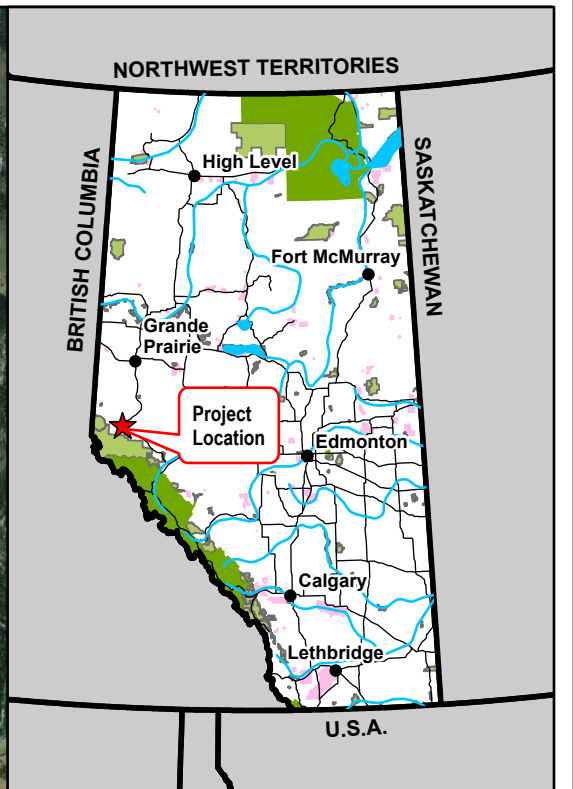 NORTHWEST TERRITORIES
BRITISH COLUMBIA
SASKATCHEWAN
High Level
Fort McMurray
Grande
Prairie
Project
Location
Edmonton
Calgary
Lethbridge
U.S.A.